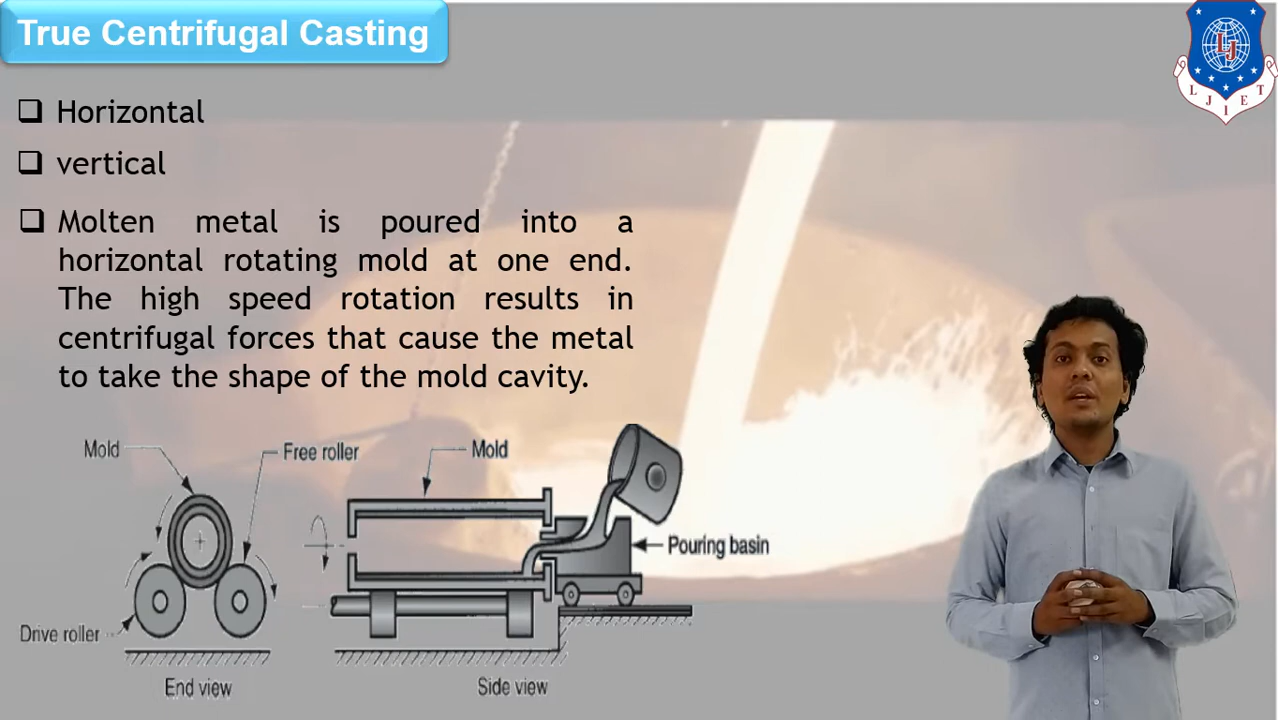 True Centrifugal Casting
Horizontal
vertical
Molten metal is poured into a
horizontal rotating mold at one end.
The high speed rotation results in
centrifugal forces that cause the metal
to take the shape of the mold cavity.
Mold
Free roller
Mold
Pouring basin
Drive roller
End view
Side view
LJ
LJIET